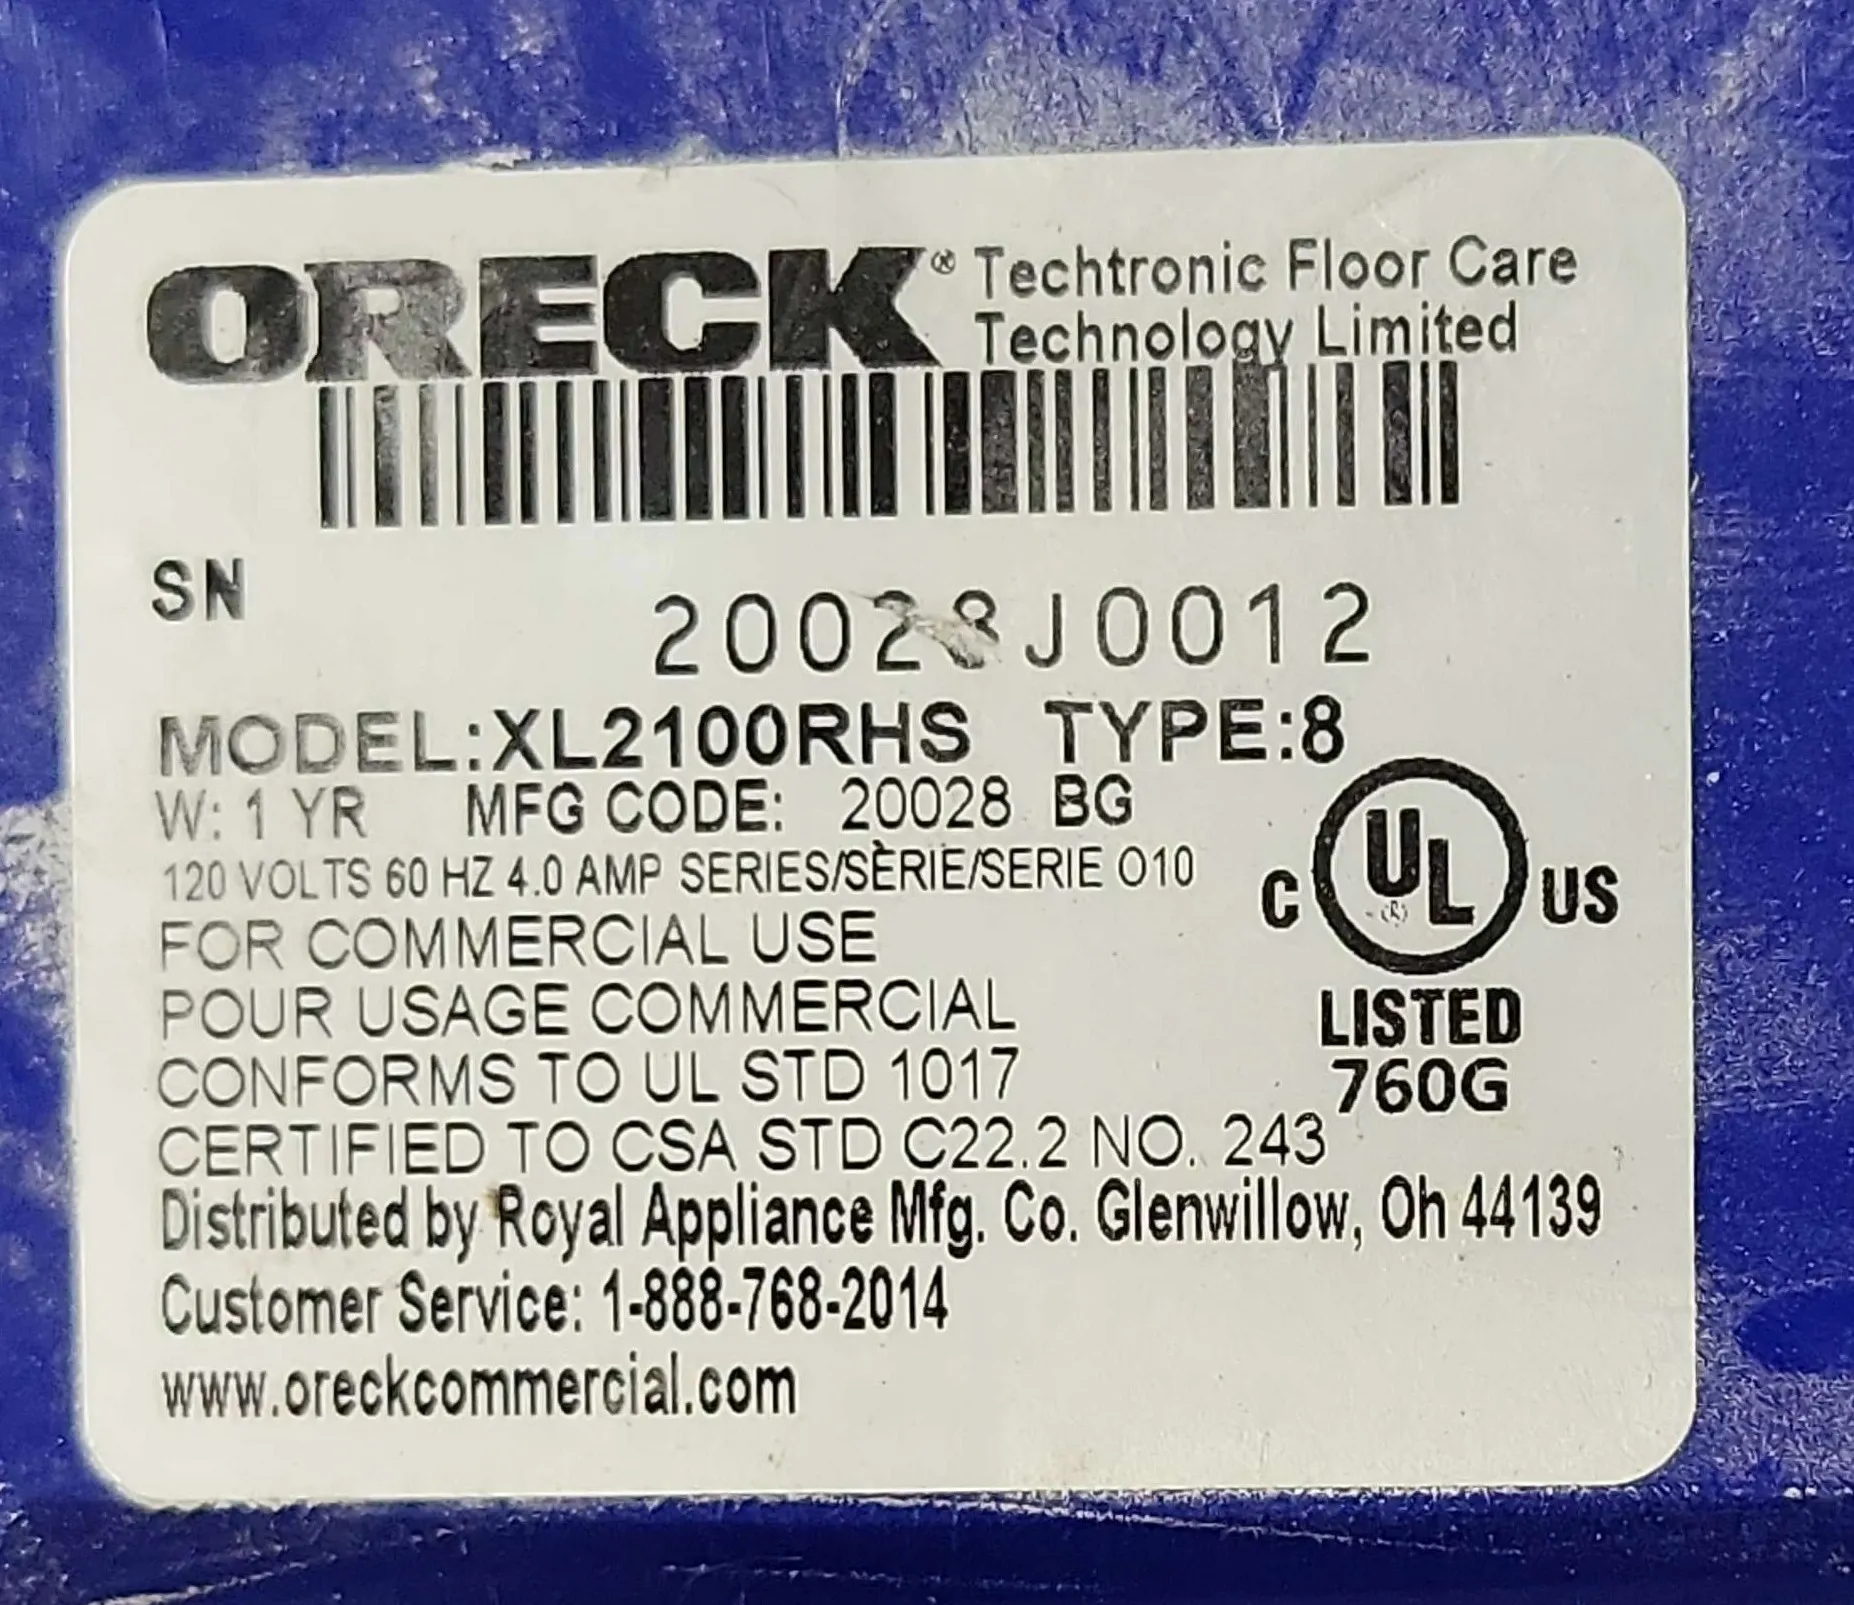 ORECK® Techtronic Floor Care
Technology Limited
SN
20028J0012
MODEL:XL2100RHS TYPE:8
W: 1 YR MFG CODE: 20028 BG
120 VOLTS 60 HZ 4.0 AMP SERIES/SÈRIE/SERIE O10
FOR COMMERCIAL USE
POUR USAGE COMMERCIAL
CONFORMS TO UL STD 1017
CERTIFIED TO CSA STD C22.2 NO. 243
C UL ® US
LISTED
760G
Distributed by Royal Appliance Mfg. Co. Glenwillow, Oh 44139
Customer Service: 1-888-768-2014
www.oreckcommercial.com